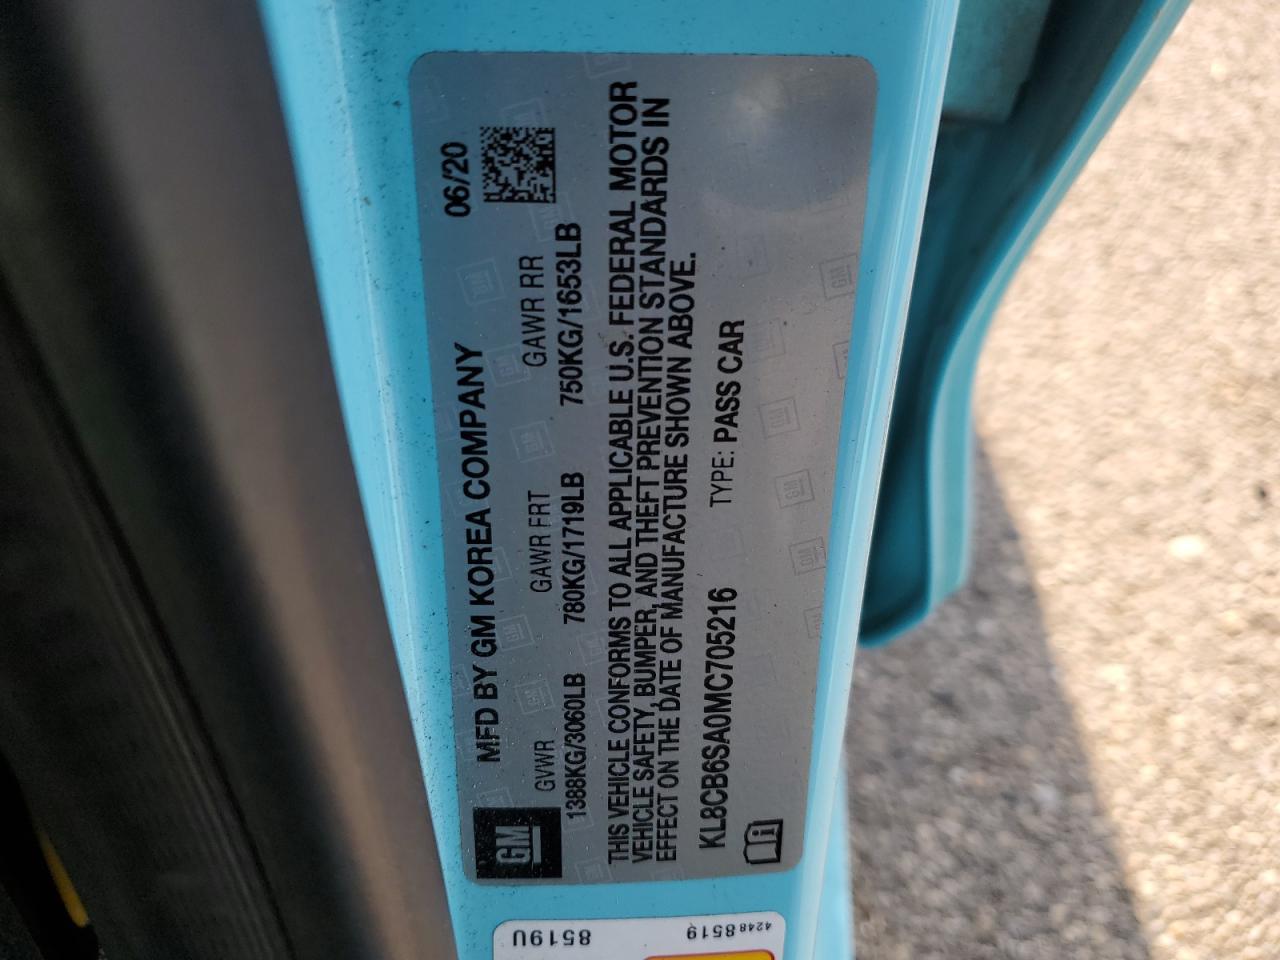 MFD BY GM KOREA COMPANY 06/20
GVWR GAWR FRT GAWR RR
1388KG/3060LB 780KG/1719LB 750KG/1653LB
THIS VEHICLE CONFORMS TO ALL APPLICABLE U.S. FEDERAL MOTOR
VEHICLE SAFETY, BUMPER, AND THEFT PREVENTION STANDARDS IN
EFFECT ON THE DATE OF MANUFACTURE SHOWN ABOVE.
KL8CB6SA0MC705216 TYPE: PASS CAR
GM
8519U
42488519